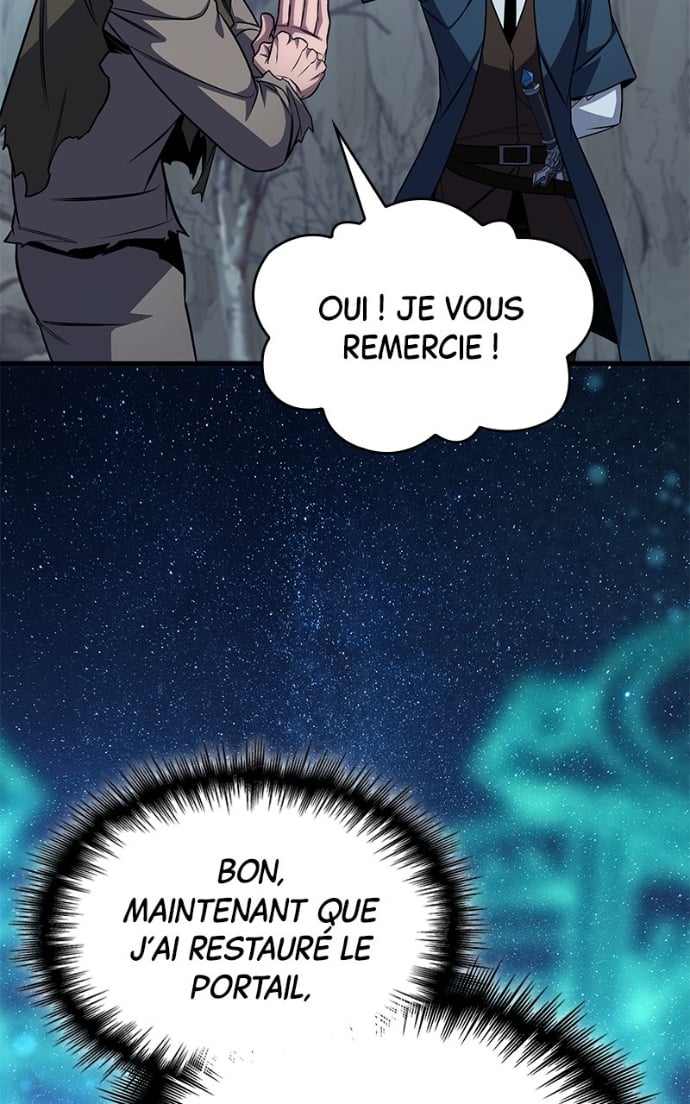 OUI ! JE VOUS
REMERCIE !
BON,
MAINTENANT QUE
J'AI RESTAURÉ LE
PORTAIL,